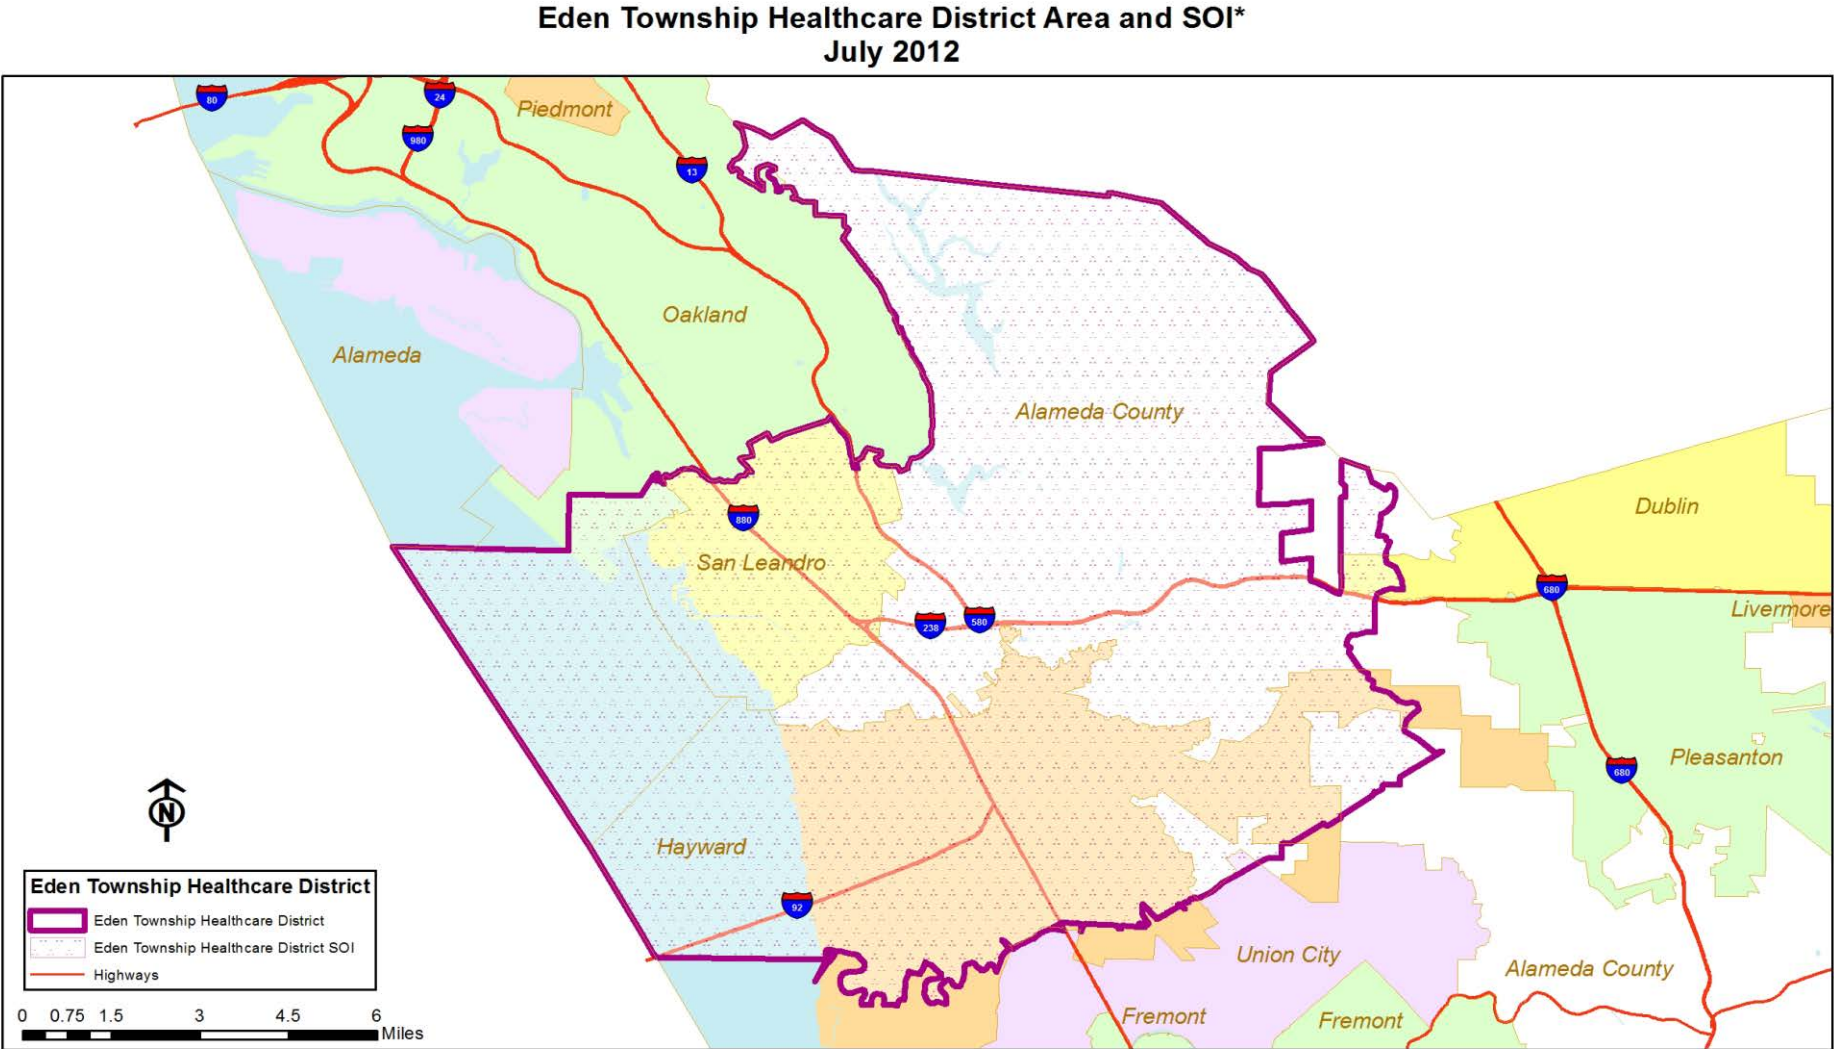 Eden Township Healthcare District Area and SOI*
July 2012
80
24
Piedmont
980
13
Oakland
Alameda
Alameda County
Dublin
880
San Leandro
680
Livermore
238
580
Pleasanton
680
Hayward
92
Union City
Alameda County
Fremont
Fremont
N
Eden Township Healthcare District
Eden Township Healthcare District
Eden Township Healthcare District SOI
Highways
0 0.75 1.5 3 4.5 6
Miles